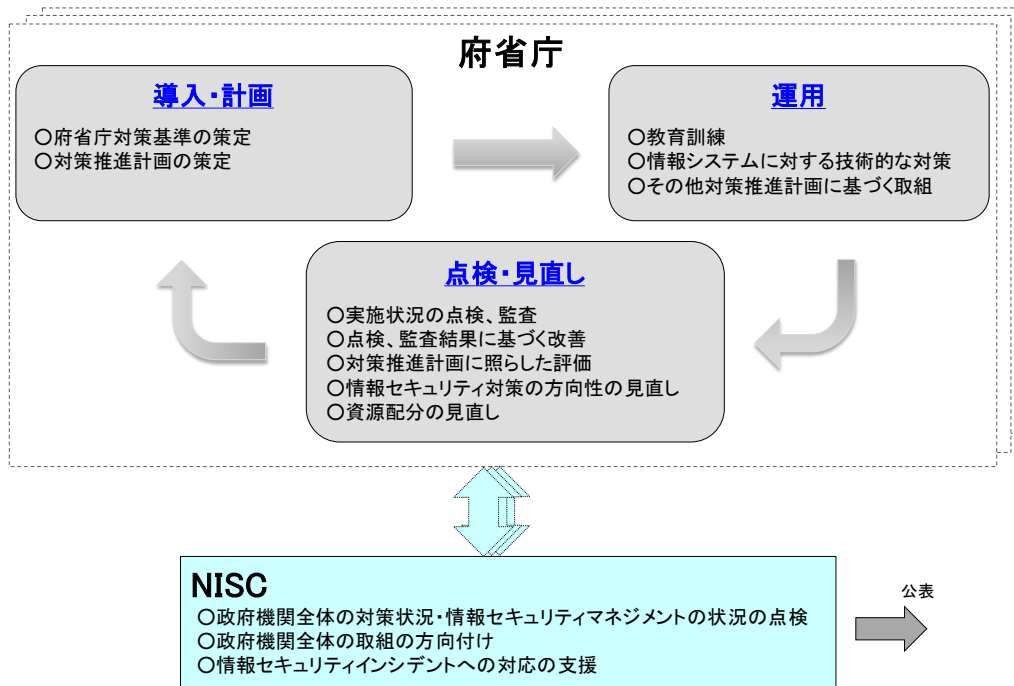 府省庁
導入・計画
○府省庁対策基準の策定
○対策推進計画の策定
運用
○教育訓練
○情報システムに対する技術的な対策
○その他対策推進計画に基づく取組
点検・見直し
○実施状況の点検、監査
○点検、監査結果に基づく改善
○対策推進計画に照らした評価
○情報セキュリティ対策の方向性の見直し
○資源配分の見直し
NISC
○政府機関全体の対策状況・情報セキュリティマネジメントの状況の点検
○政府機関全体の取組の方向付け
○情報セキュリティインシデントへの対応の支援
公表